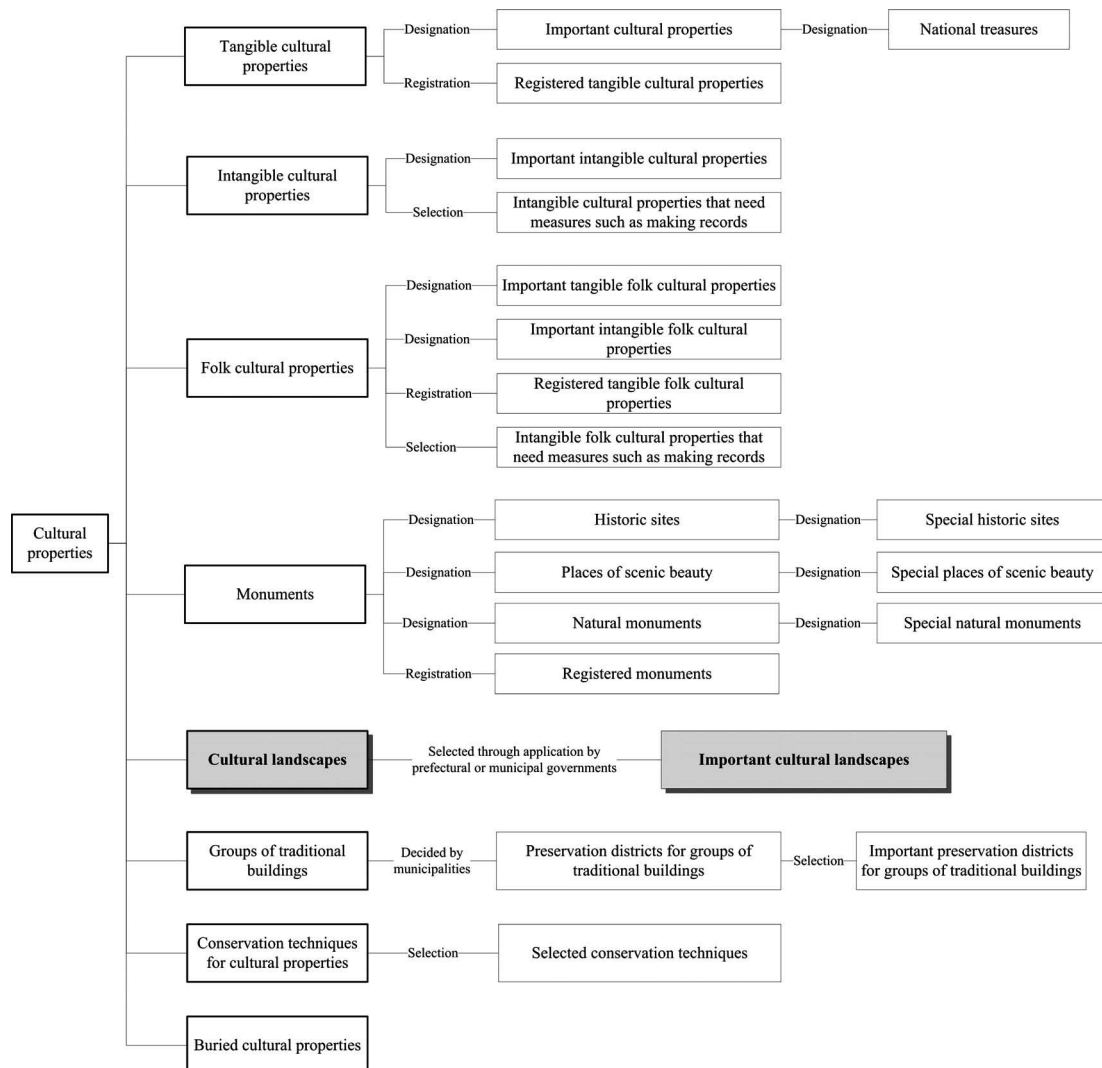 Tangible cultural
properties
Designation
Important cultural properties
Designation
National treasures
Registration
Registered tangible cultural properties
Intangible cultural
properties
Designation
Important intangible cultural properties
Selection
Intangible cultural properties that need
measures such as making records
Folk cultural properties
Designation
Important tangible folk cultural properties
Designation
Important intangible folk cultural
properties
Registration
Registered tangible folk cultural
properties
Selection
Intangible folk cultural properties that
need measures such as making records
Cultural
properties
Monuments
Designation
Historic sites
Designation
Special historic sites
Designation
Places of scenic beauty
Designation
Special places of scenic beauty
Designation
Natural monuments
Designation
Special natural monuments
Registration
Registered monuments
Cultural landscapes
Selected through application by
prefectural or municipal governments
Important cultural landscapes
Groups of traditional
buildings
Decided by
municipalities
Preservation districts for groups of
traditional buildings
Selection
Important preservation districts
for groups of traditional buildings
Conservation techniques
for cultural properties
Selection
Selected conservation techniques
Buried cultural properties